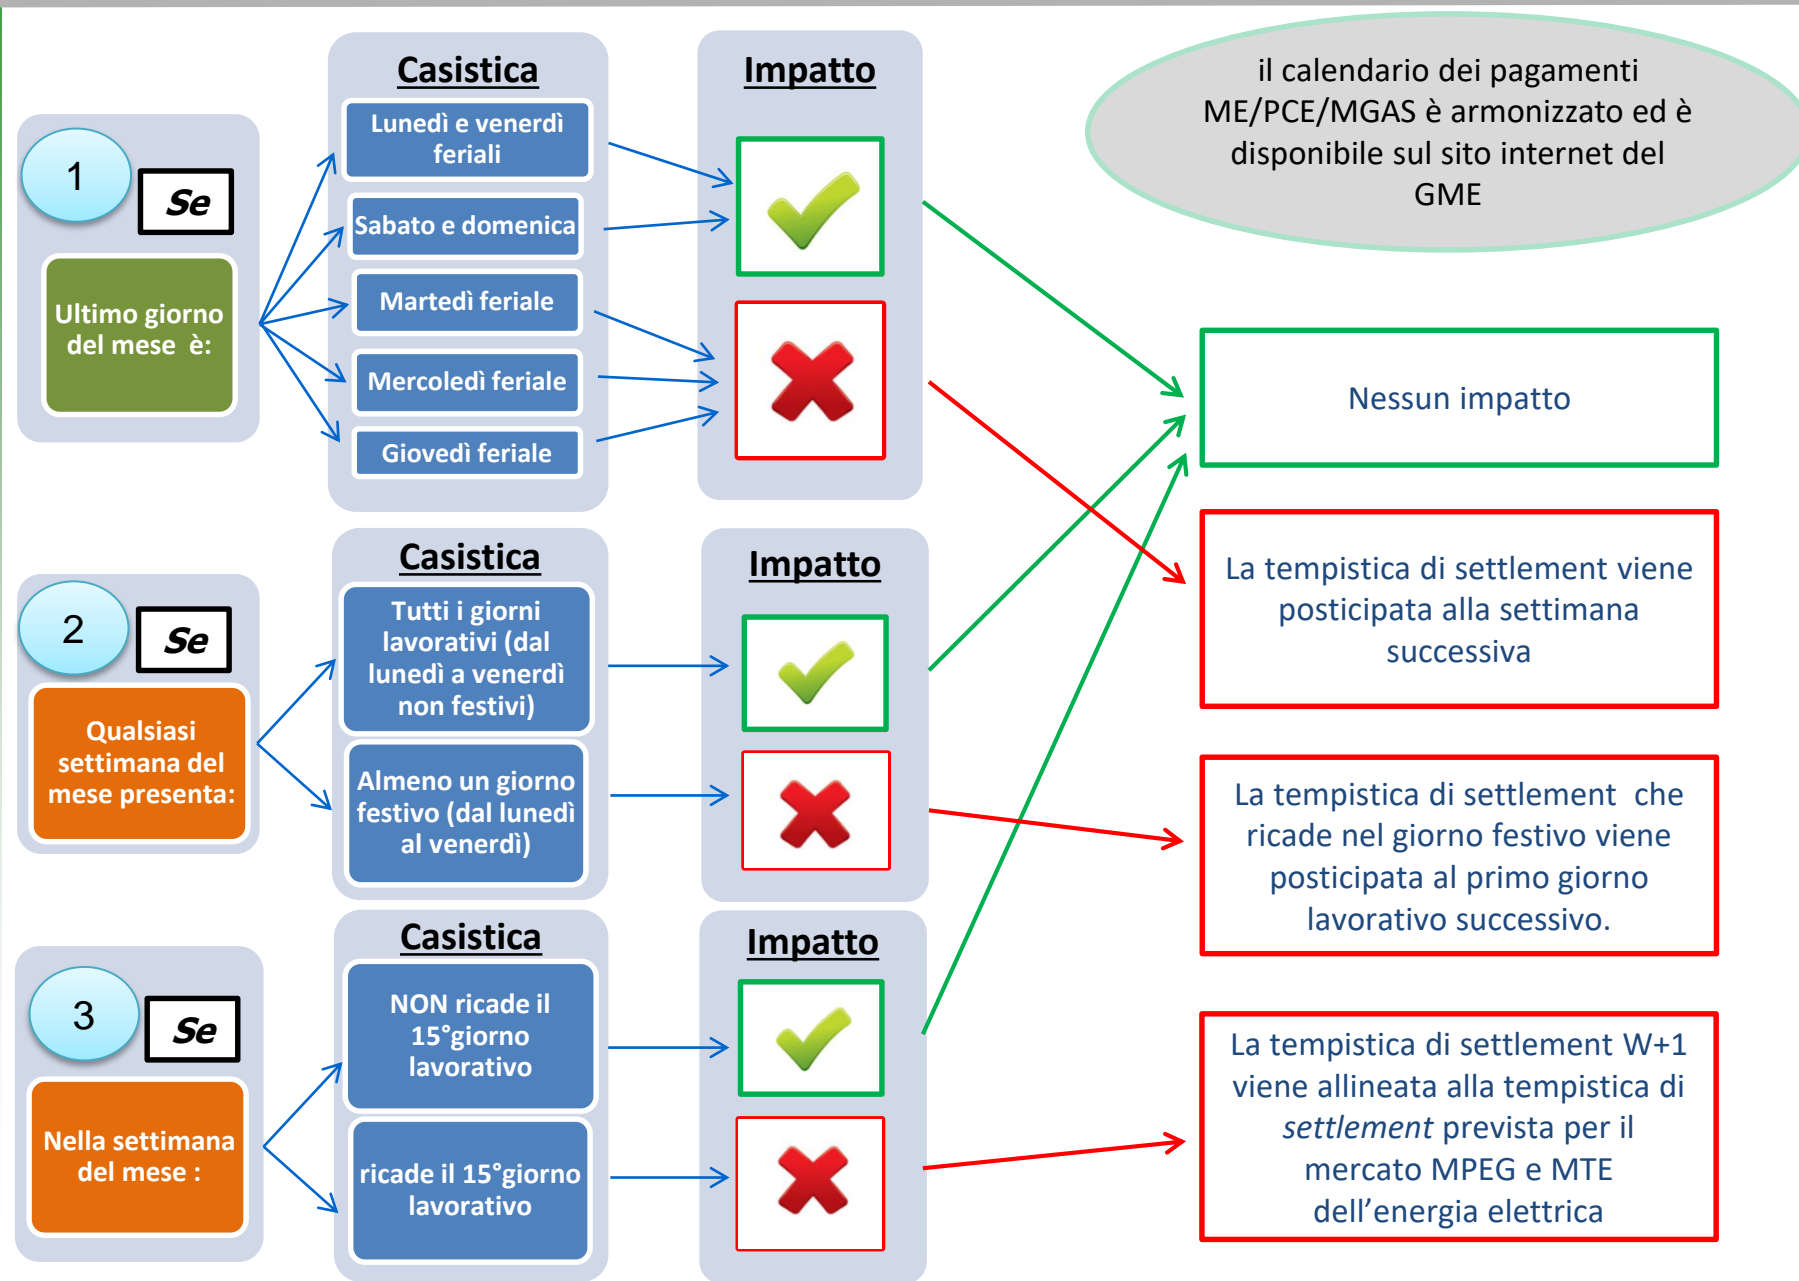 il calendario dei pagamenti
ME/PCE/MGAS è armonizzato ed è
disponibile sul sito internet del
GME
1
Se
Ultimo giorno
del mese è:
Casistica
Lunedì e venerdì
feriali
Sabato e domenica
Martedì feriale
Mercoledì feriale
Giovedì feriale
Impatto
Nessun impatto
La tempistica di settlement viene
posticipata alla settimana
successiva
2
Se
Qualsiasi
settimana del
mese presenta:
Casistica
Tutti i giorni
lavorativi (dal
lunedì a venerdì
non festivi)
Almeno un giorno
festivo (dal lunedì
al venerdì)
Impatto
La tempistica di settlement che
ricade nel giorno festivo viene
posticipata al primo giorno
lavorativo successivo.
3
Se
Nella settimana
del mese :
Casistica
NON ricade il
15°giorno
lavorativo
ricade il 15°giorno
lavorativo
Impatto
La tempistica di settlement W+1
viene allineata alla tempistica di
settlement prevista per il
mercato MPEG e MTE
dell’energia elettrica